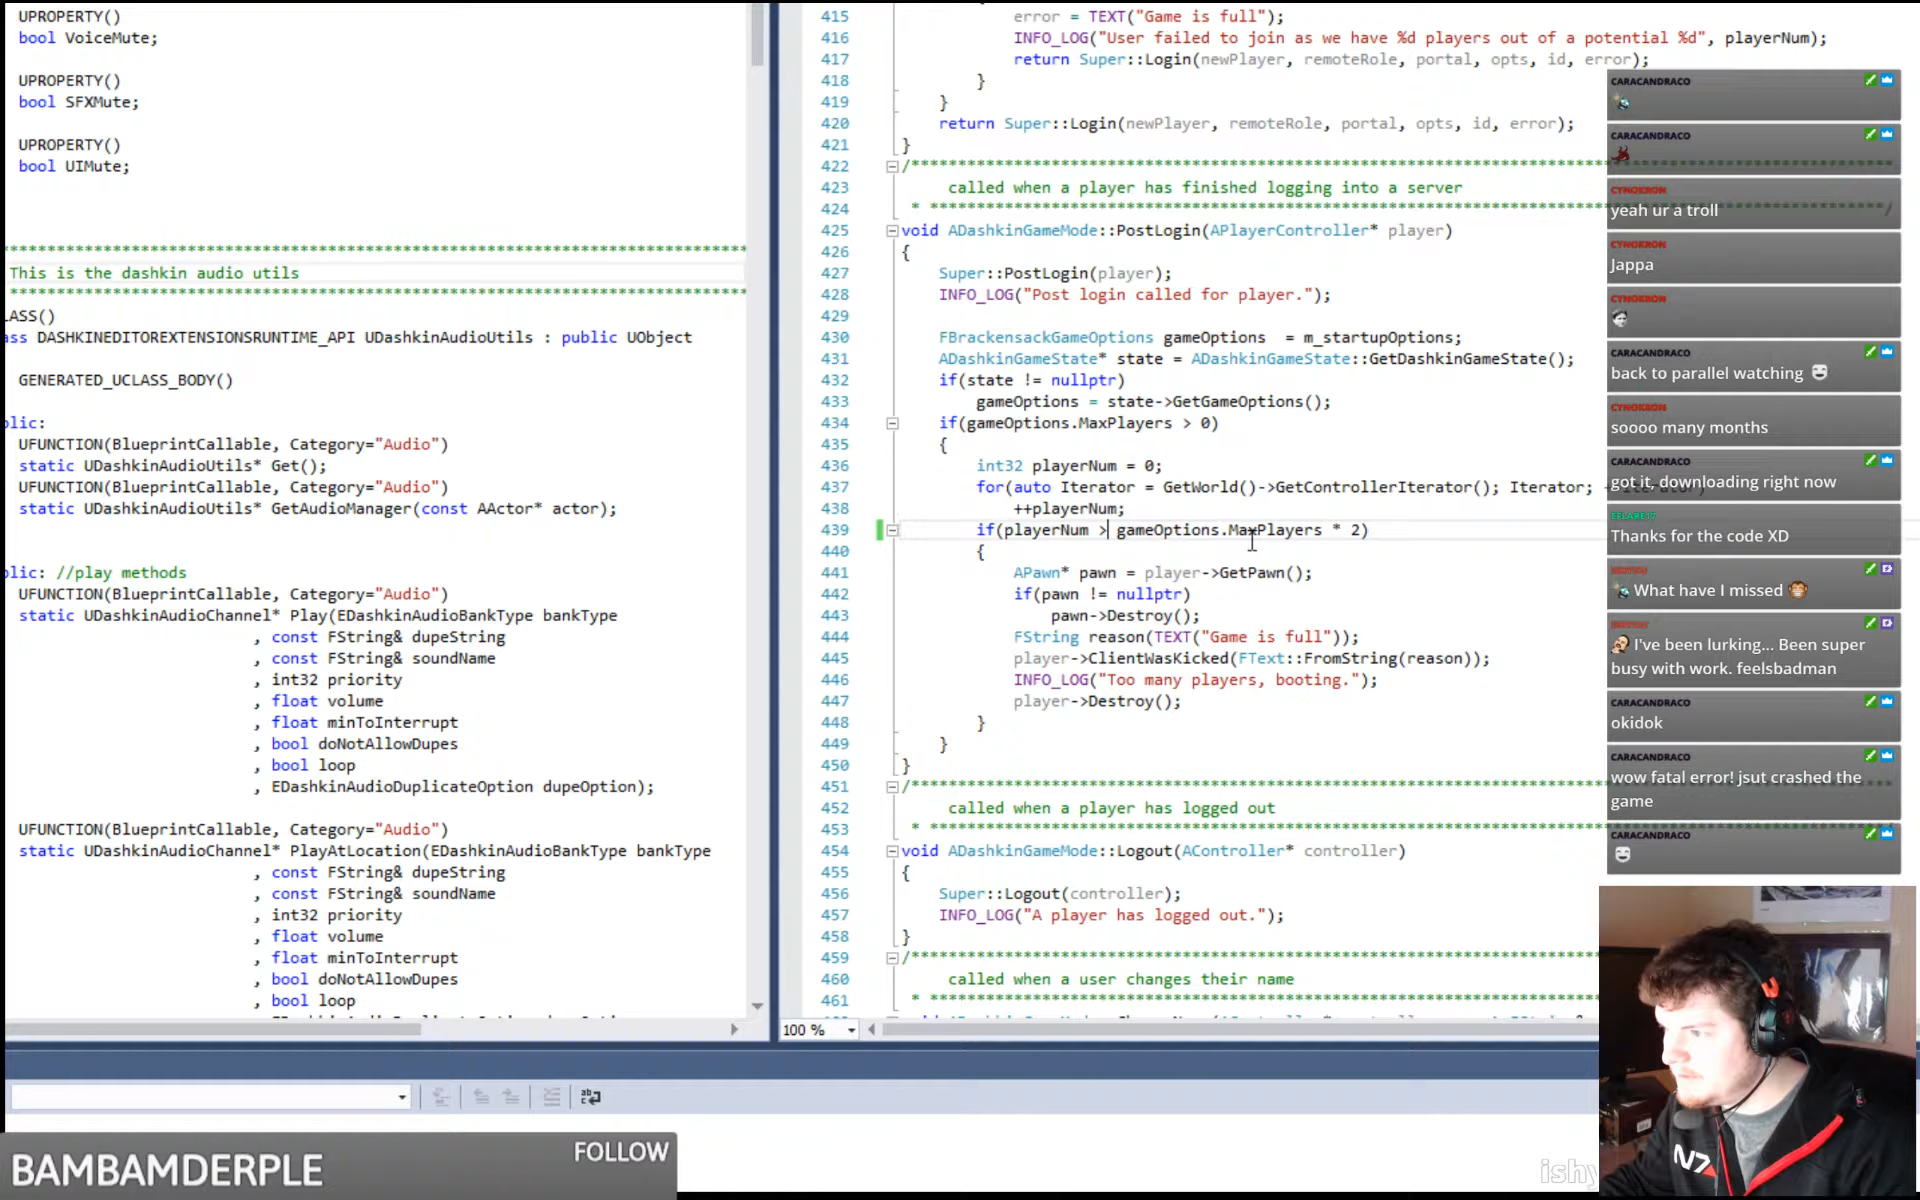 UPROPERTY()
bool VoiceMute;
UPROPERTY()
bool SFXMute;
UPROPERTY()
bool UIMute;
*******************************************************************************
This is the dashkin audio utils
*******************************************************************************
LASS()
ass DASHKINEDITOREXTENSIONSRUNTIME_API UDashkinAudioUtils : public UObject
GENERATED_UCLASS_BODY()
blic:
UFUNCTION(BlueprintCallable, Category="Audio")
static UDashkinAudioUtils* Get();
UFUNCTION(BlueprintCallable, Category="Audio")
static UDashkinAudioUtils* GetAudioManager(const AActor* actor);
blic: //play methods
UFUNCTION(BlueprintCallable, Category="Audio")
static UDashkinAudioChannel* Play(EDashkinAudioBankType bankType
, const FString& dupeString
, const FString& soundName
, int32 priority
, float volume
, float minToInterrupt
, bool doNotAllowDupes
, bool loop
, EDashkinAudioDuplicateOption dupeOption);
UFUNCTION(BlueprintCallable, Category="Audio")
static UDashkinAudioChannel* PlayAtLocation(EDashkinAudioBankType bankType
, const FString& dupeString
, const FString& soundName
, int32 priority
, float volume
, float minToInterrupt
, bool doNotAllowDupes
, bool loop
415 error = TEXT("Game is full");
416 INFO_LOG("User failed to join as we have %d players out of a potential %d", playerNum);
417 return Super::Login(newPlayer, remoteRole, portal, opts, id, error);
418 }
419 }
420 return Super::Login(newPlayer, remoteRole, portal, opts, id, error);
421 }
422 /***************************************************************************
423 called when a player has finished logging into a server
424 * **************************************************************************/
425 void ADashkinGameMode::PostLogin(APlayerController* player)
426 {
427 Super::PostLogin(player);
428 INFO_LOG("Post login called for player.");
429
430 FBrackensackGameOptions gameOptions = m_startupOptions;
431 ADashkinGameState* state = ADashkinGameState::GetDashkinGameState();
432 if(state != nullptr)
433 gameOptions = state->GetGameOptions();
434 if(gameOptions.MaxPlayers > 0)
435 {
436 int32 playerNum = 0;
437 for(auto Iterator = GetWorld()->GetControllerIterator(); Iterator;
438 ++playerNum;
439 if(playerNum > gameOptions.MaxPlayers * 2)
440 {
441 APawn* pawn = player->GetPawn();
442 if(pawn != nullptr)
443 pawn->Destroy();
444 FString reason(TEXT("Game is full"));
445 player->ClientWasKicked(FText::FromString(reason));
446 INFO_LOG("Too many players, booting.");
447 player->Destroy();
448 }
449 }
450 }
451 /***************************************************************************
452 called when a player has logged out
453 * **************************************************************************
454 void ADashkinGameMode::Logout(AController* controller)
455 {
456 Super::Logout(controller);
457 INFO_LOG("A player has logged out.");
458 }
459 /***************************************************************************
460 called when a user changes their name
461 * **************************************************************************
100 %
CARACANDRACO
CARACANDRACO
CYNOKRON
yeah ur a troll
CYNOKRON
Jappa
CYNOKRON
CARACANDRACO
back to parallel watching
CYNOKRON
soooo many months
CARACANDRACO
got it, downloading right now
EFLARE17
Thanks for the code XD
What have I missed
I've been lurking... Been super
busy with work. feelsbadman
CARACANDRACO
okidok
CARACANDRACO
wow fatal error! jsut crashed the
game
CARACANDRACO
N7
ishy
BAMBAMDERPLE
FOLLOW